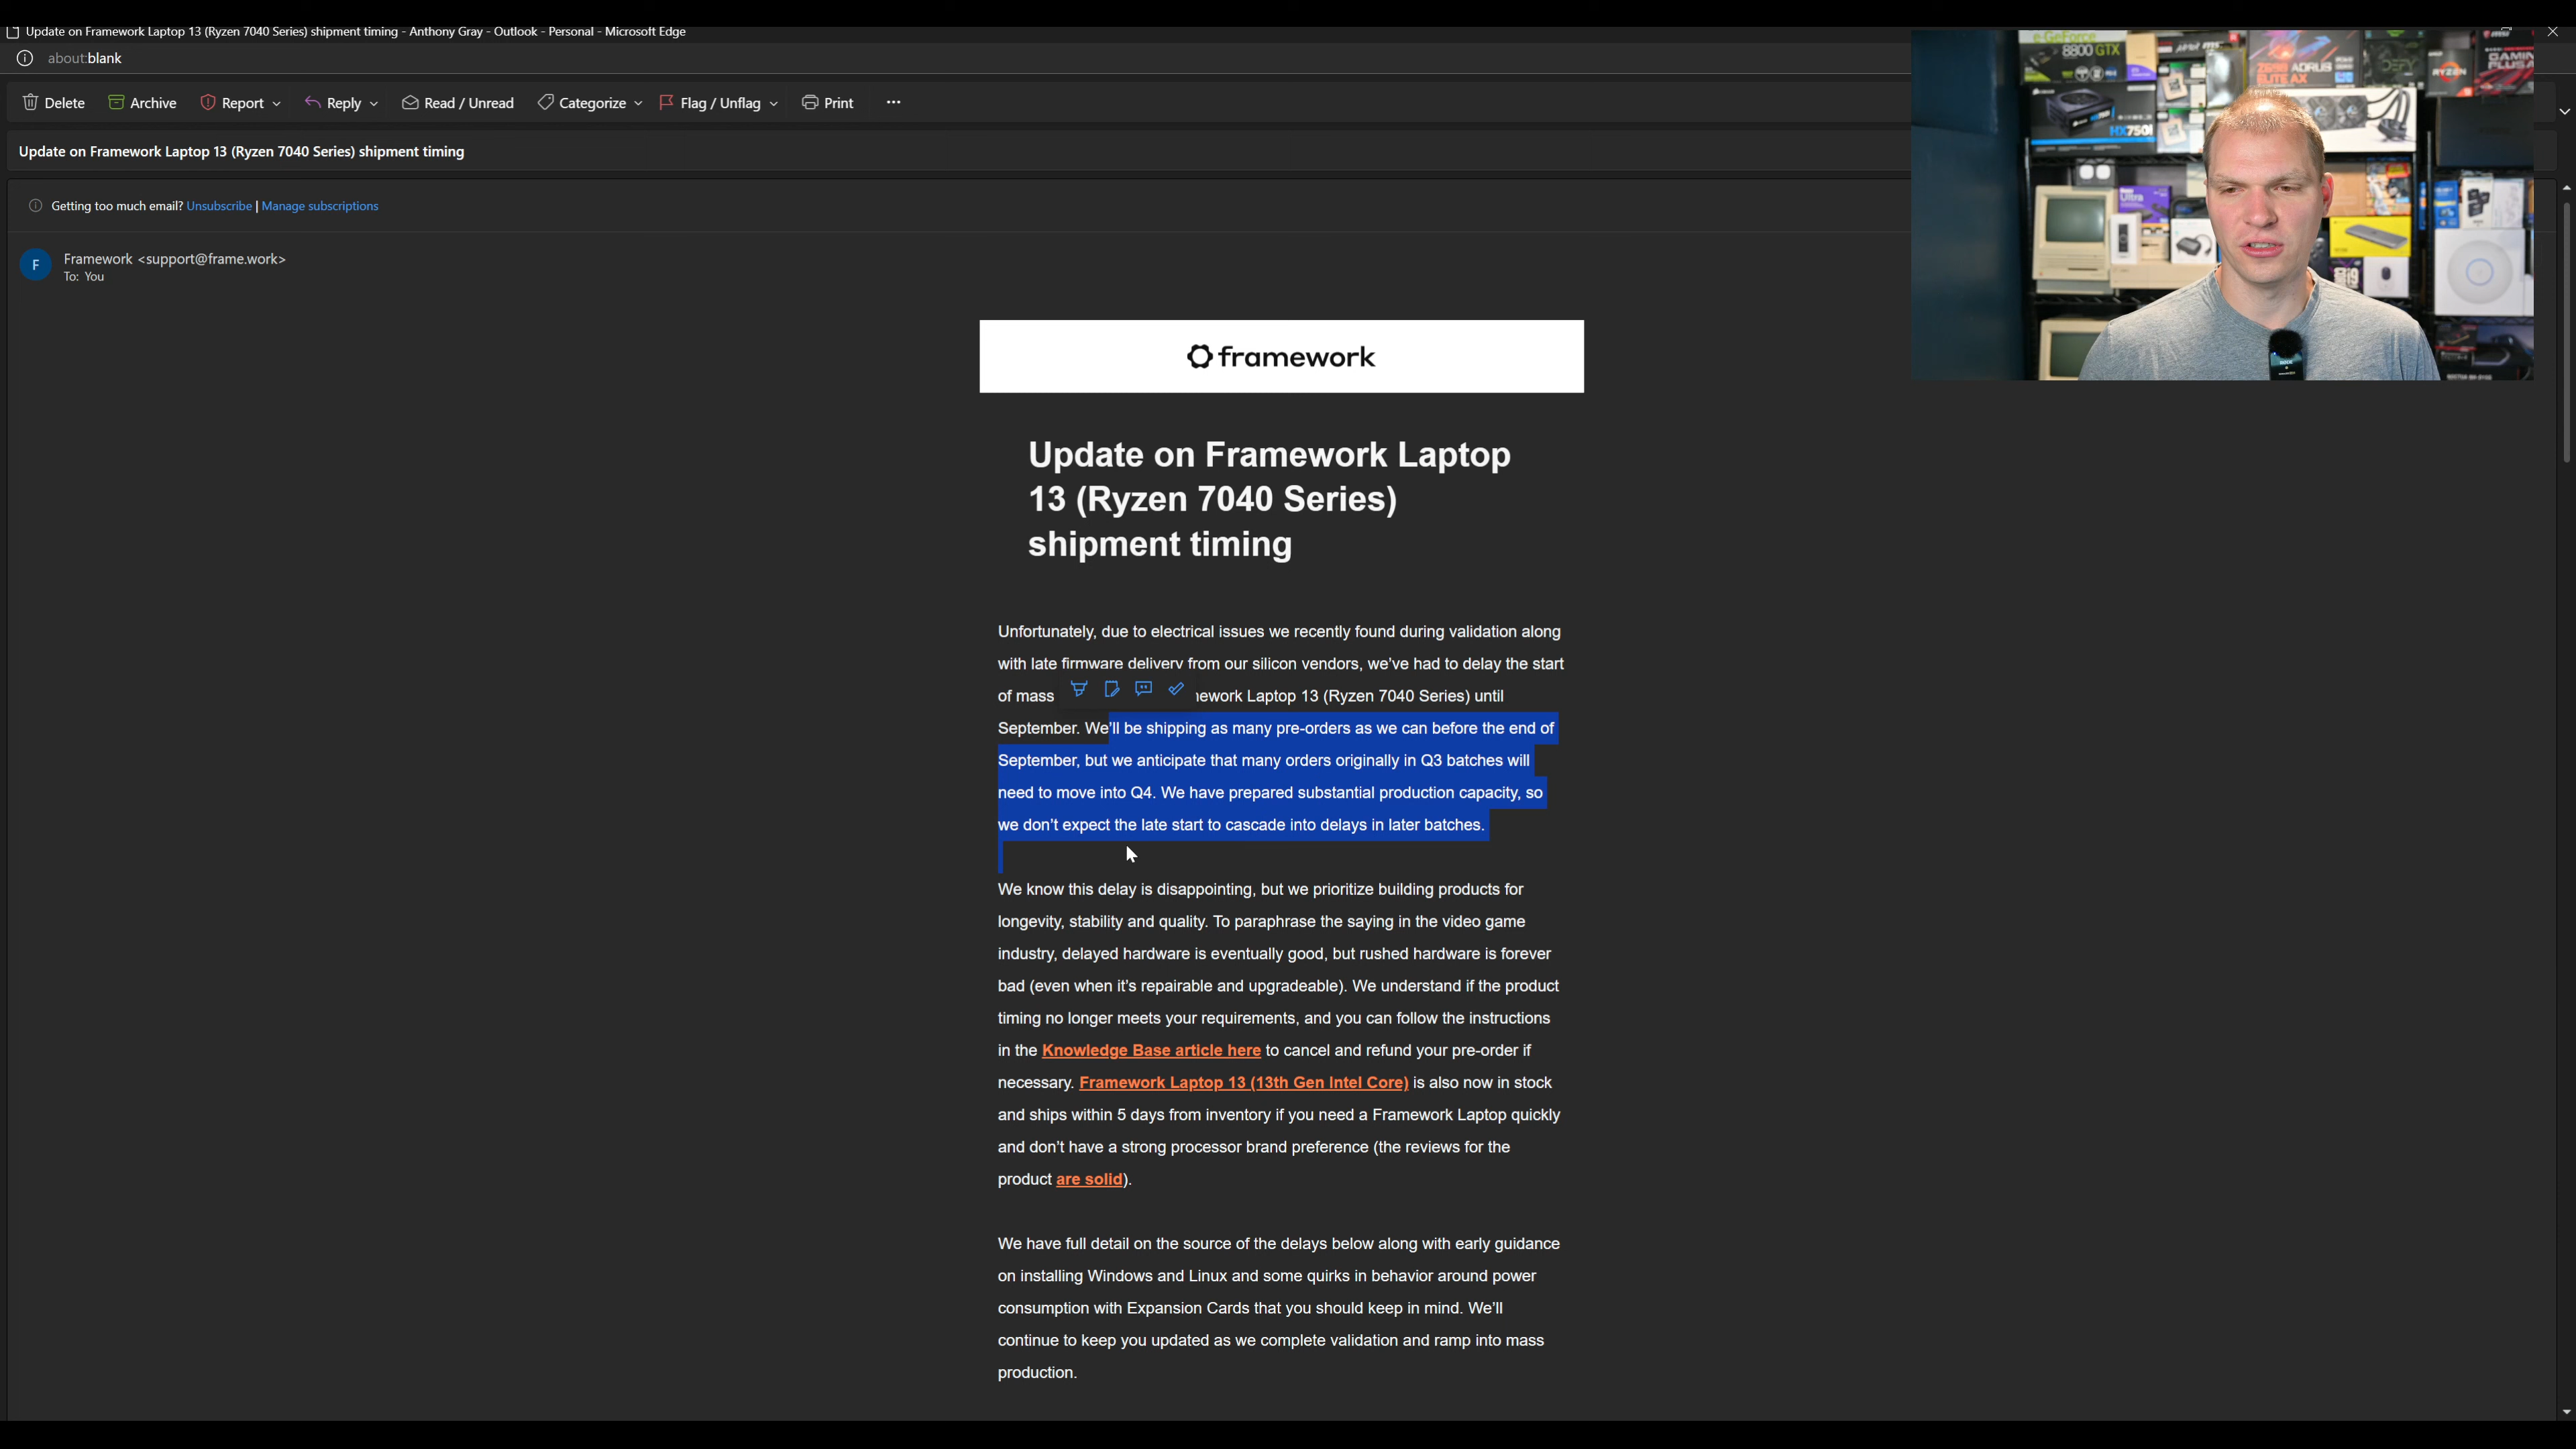 Update on Framework Laptop 13 (Ryzen 7040 Series) shipment timing - Anthony Gray - Outlook - Personal - Microsoft Edge
about:blank
Delete Archive Report Reply Read / Unread Categorize Flag / Unflag Print ...
Update on Framework Laptop 13 (Ryzen 7040 Series) shipment timing
Getting too much email? Unsubscribe | Manage subscriptions
F
Framework <support@frame.work>
To: You
e-GeForce
8800 GTX
Z690 AORUS
ELITE AX
RYZEN
GAMING
HX750i
Ultra
framework
Update on Framework Laptop
13 (Ryzen 7040 Series)
shipment timing
Unfortunately, due to electrical issues we recently found during validation along
with late firmware delivery from our silicon vendors, we've had to delay the start
of mass ework Laptop 13 (Ryzen 7040 Series) until
September. We'll be shipping as many pre-orders as we can before the end of
September, but we anticipate that many orders originally in Q3 batches will
need to move into Q4. We have prepared substantial production capacity, so
we don't expect the late start to cascade into delays in later batches.
We know this delay is disappointing, but we prioritize building products for
longevity, stability and quality. To paraphrase the saying in the video game
industry, delayed hardware is eventually good, but rushed hardware is forever
bad (even when it's repairable and upgradeable). We understand if the product
timing no longer meets your requirements, and you can follow the instructions
in the Knowledge Base article here to cancel and refund your pre-order if
necessary. Framework Laptop 13 (13th Gen Intel Core) is also now in stock
and ships within 5 days from inventory if you need a Framework Laptop quickly
and don't have a strong processor brand preference (the reviews for the
product are solid).
We have full detail on the source of the delays below along with early guidance
on installing Windows and Linux and some quirks in behavior around power
consumption with Expansion Cards that you should keep in mind. We'll
continue to keep you updated as we complete validation and ramp into mass
production.